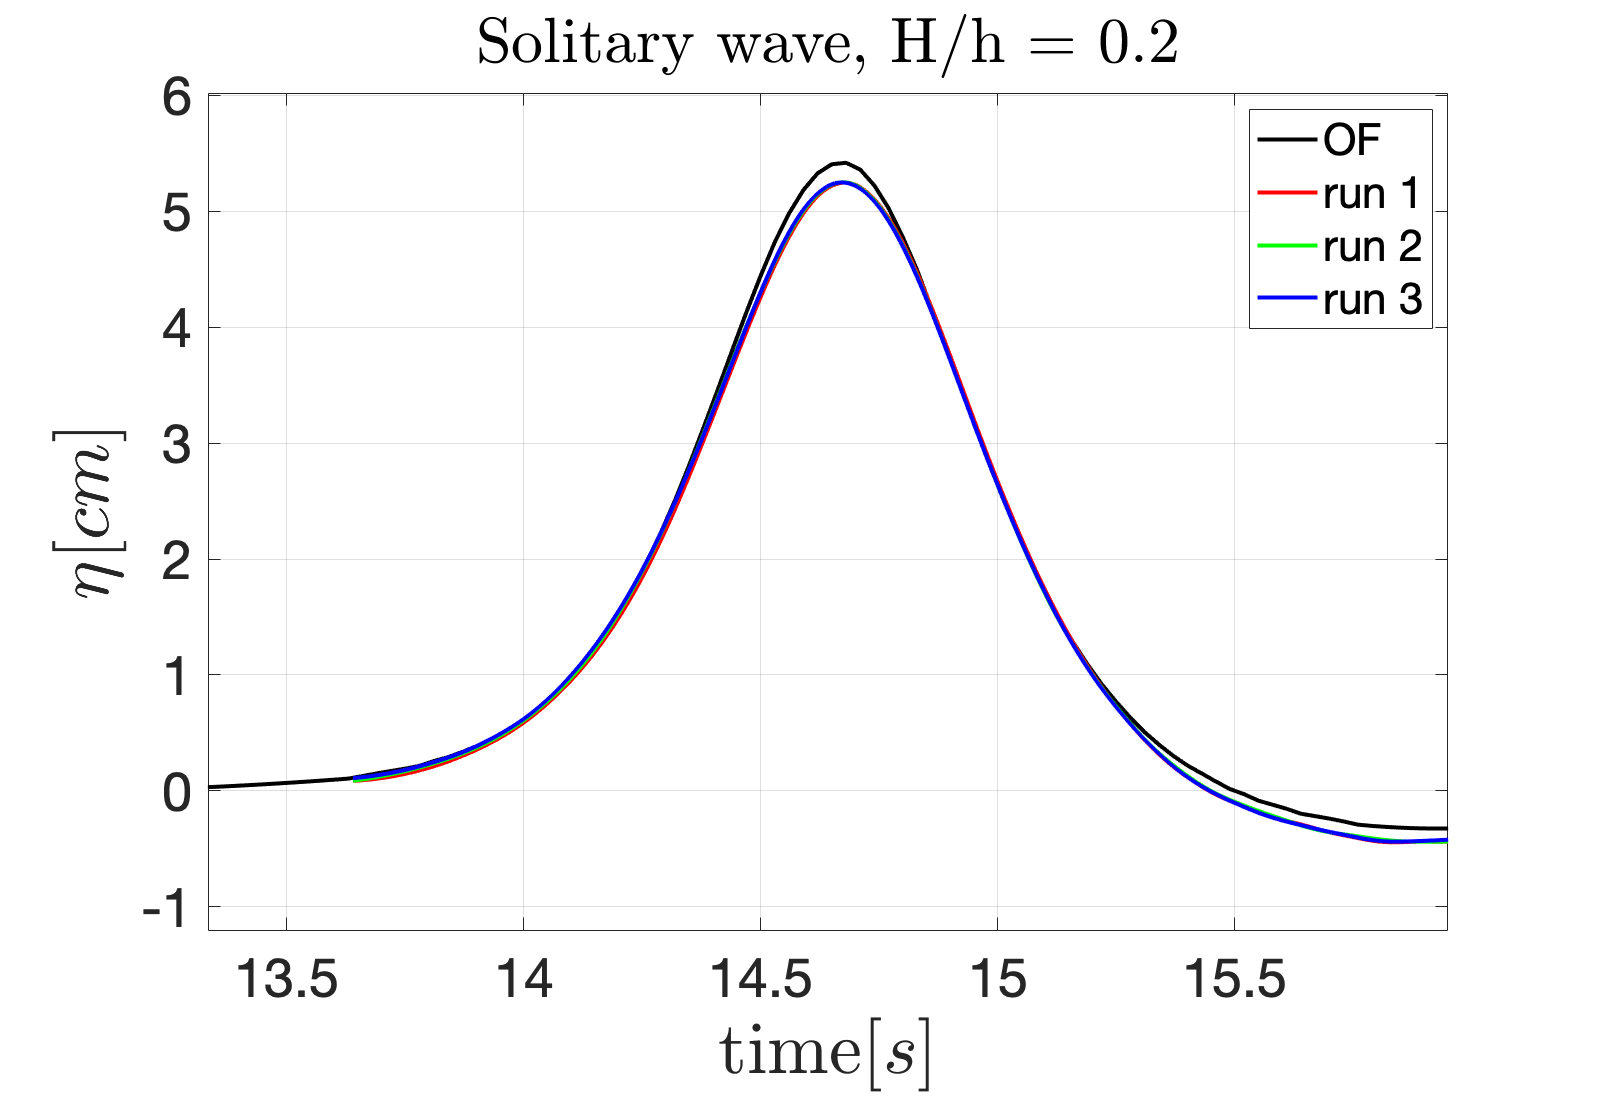 Solitary wave, H/h = 0.2
6
5
4
3
2
1
0
-1
η[cm]
OF
run 1
run 2
run 3
13.5 14 14.5 15 15.5
time[s]